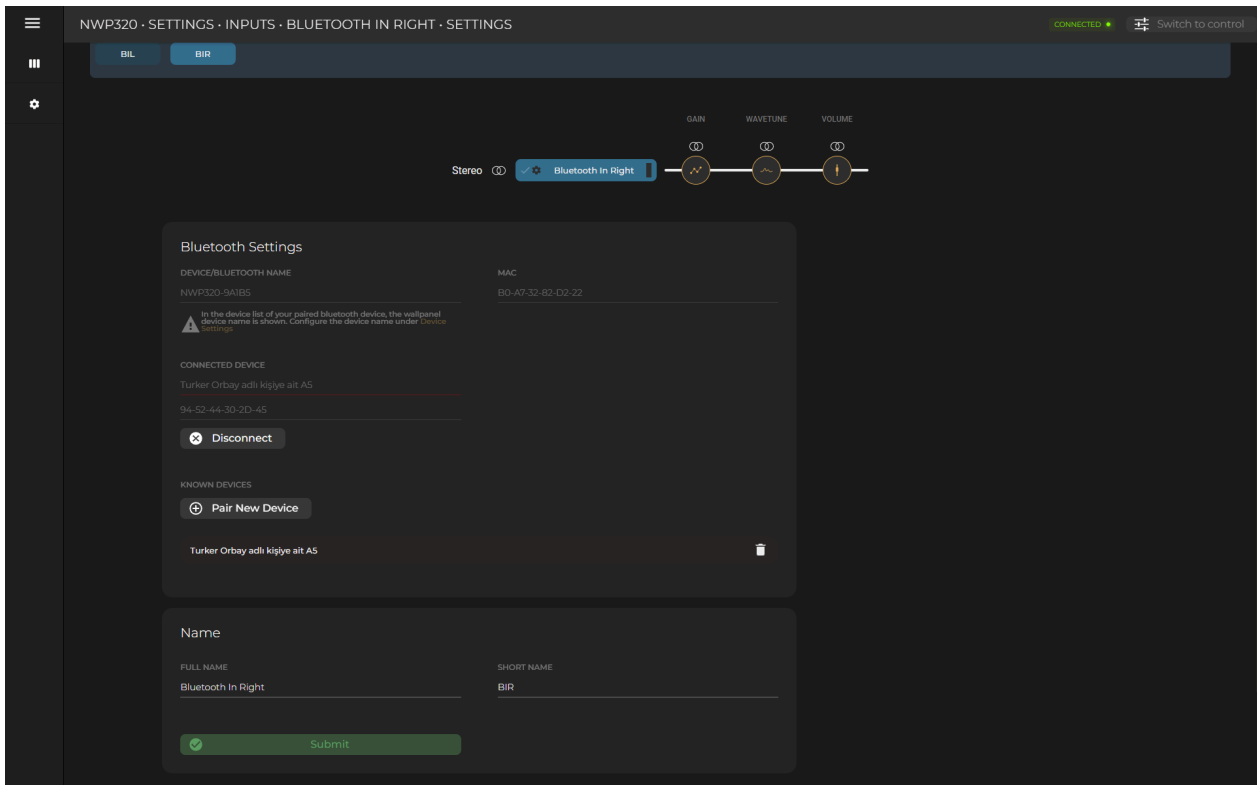 NWP320 • SETTINGS • INPUTS • BLUETOOTH IN RIGHT • SETTINGS
CONNECTED
Switch to control
BIL
BIR
GAIN
WAVETUNE
VOLUME
Stereo
Bluetooth In Right
Bluetooth Settings
DEVICE/BLUETOOTH NAME
MAC
NWP320-9A1B5
B0-A7-32-82-D2-22
In the device list of your paired bluetooth device, the wallpanel
device name is shown. Configure the device name under Device
Settings
CONNECTED DEVICE
Turker Orbay adlı kişiye ait A5
94-52-44-30-2D-45
Disconnect
KNOWN DEVICES
Pair New Device
Turker Orbay adlı kişiye ait A5
Name
FULL NAME
SHORT NAME
Bluetooth In Right
BIR
Submit